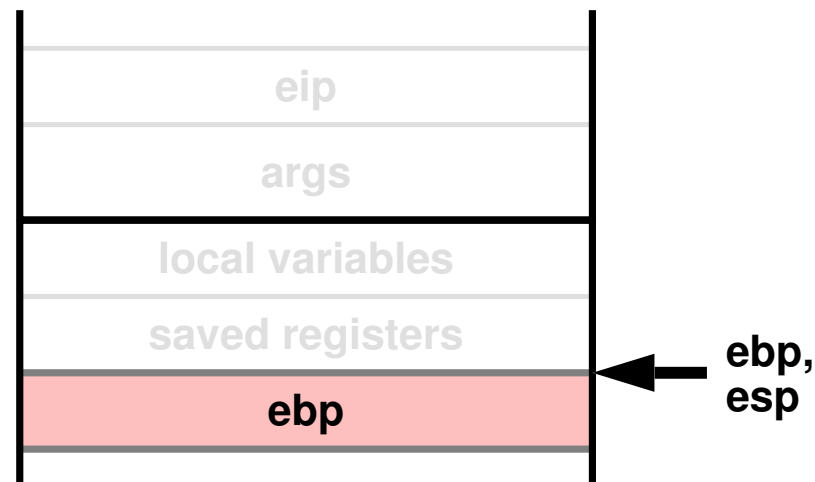 eip
args
local variables
saved registers
ebp
ebp,
esp